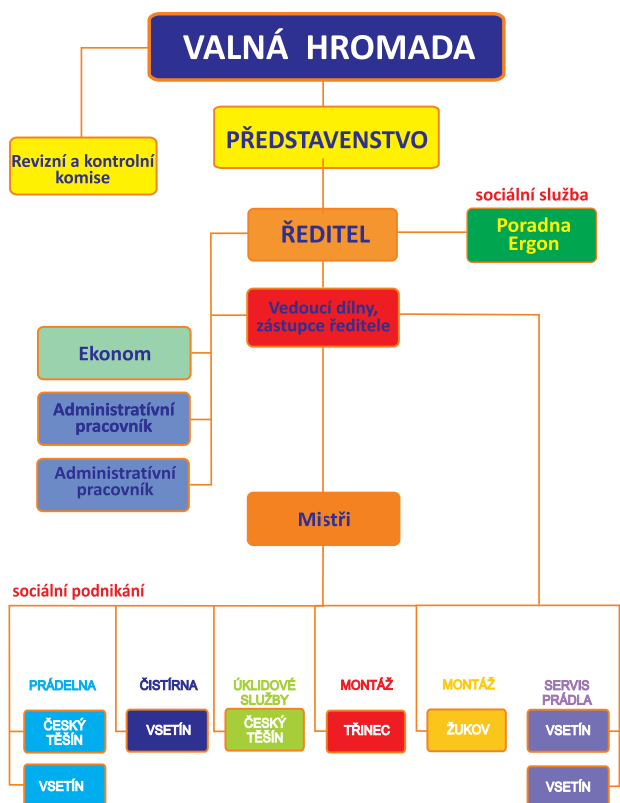 VALNÁ HROMADA
PŘEDSTAVENSTVO
Revizní a kontrolní
komise
sociální služba
Poradna
Ergon
ŘEDITEL
Vedoucí dílny,
zástupce ředitele
Ekonom
Administratívní
pracovník
Administratívní
pracovník
Mistři
sociální podnikání
PRÁDELNA
ČISTÍRNA
ÚKLIDOVÉ
SLUŽBY
MONTÁŽ
MONTÁŽ
SERVIS
PRÁDLA
ČESKÝ
TĚŠÍN
VSETÍN
ČESKÝ
TĚŠÍN
TŘINEC
ŽUKOV
VSETÍN
VSETÍN
VSETÍN